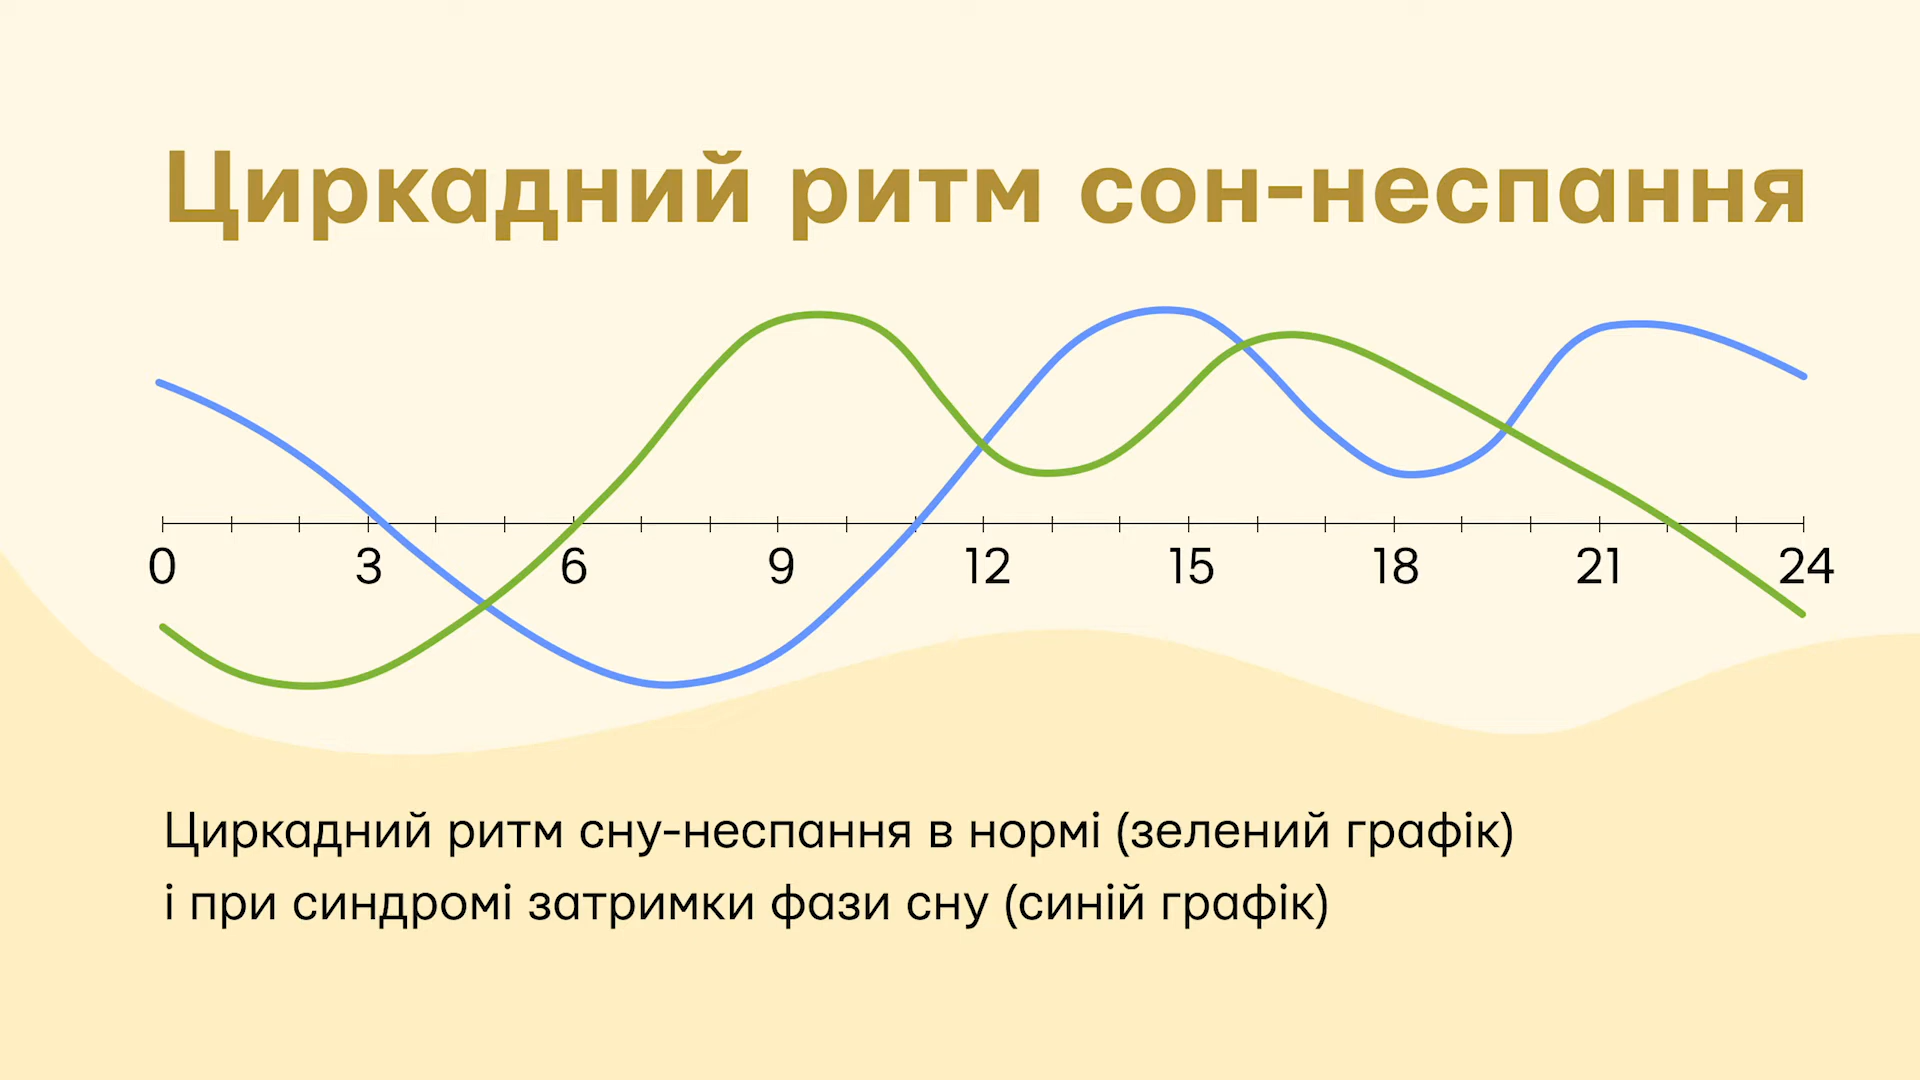 Циркадний ритм сон-неспання
0 3 6 9 12 15 18 21 24
Циркадний ритм сну-неспання в нормі (зелений графік)
і при синдромі затримки фази сну (синій графік)